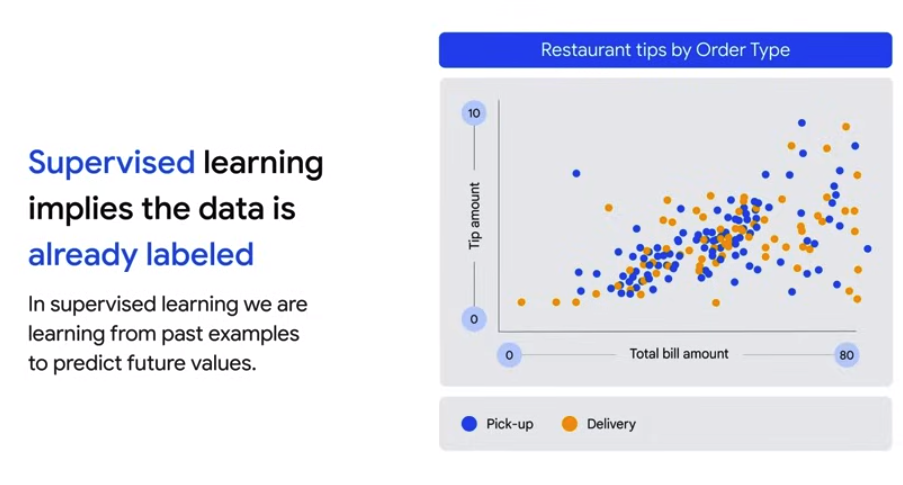 Supervised learning
implies the data is
already labeled
In supervised learning we are
learning from past examples
to predict future values.
Restaurant tips by Order Type
10
Tip amount
0
0
Total bill amount
80
Pick-up
Delivery